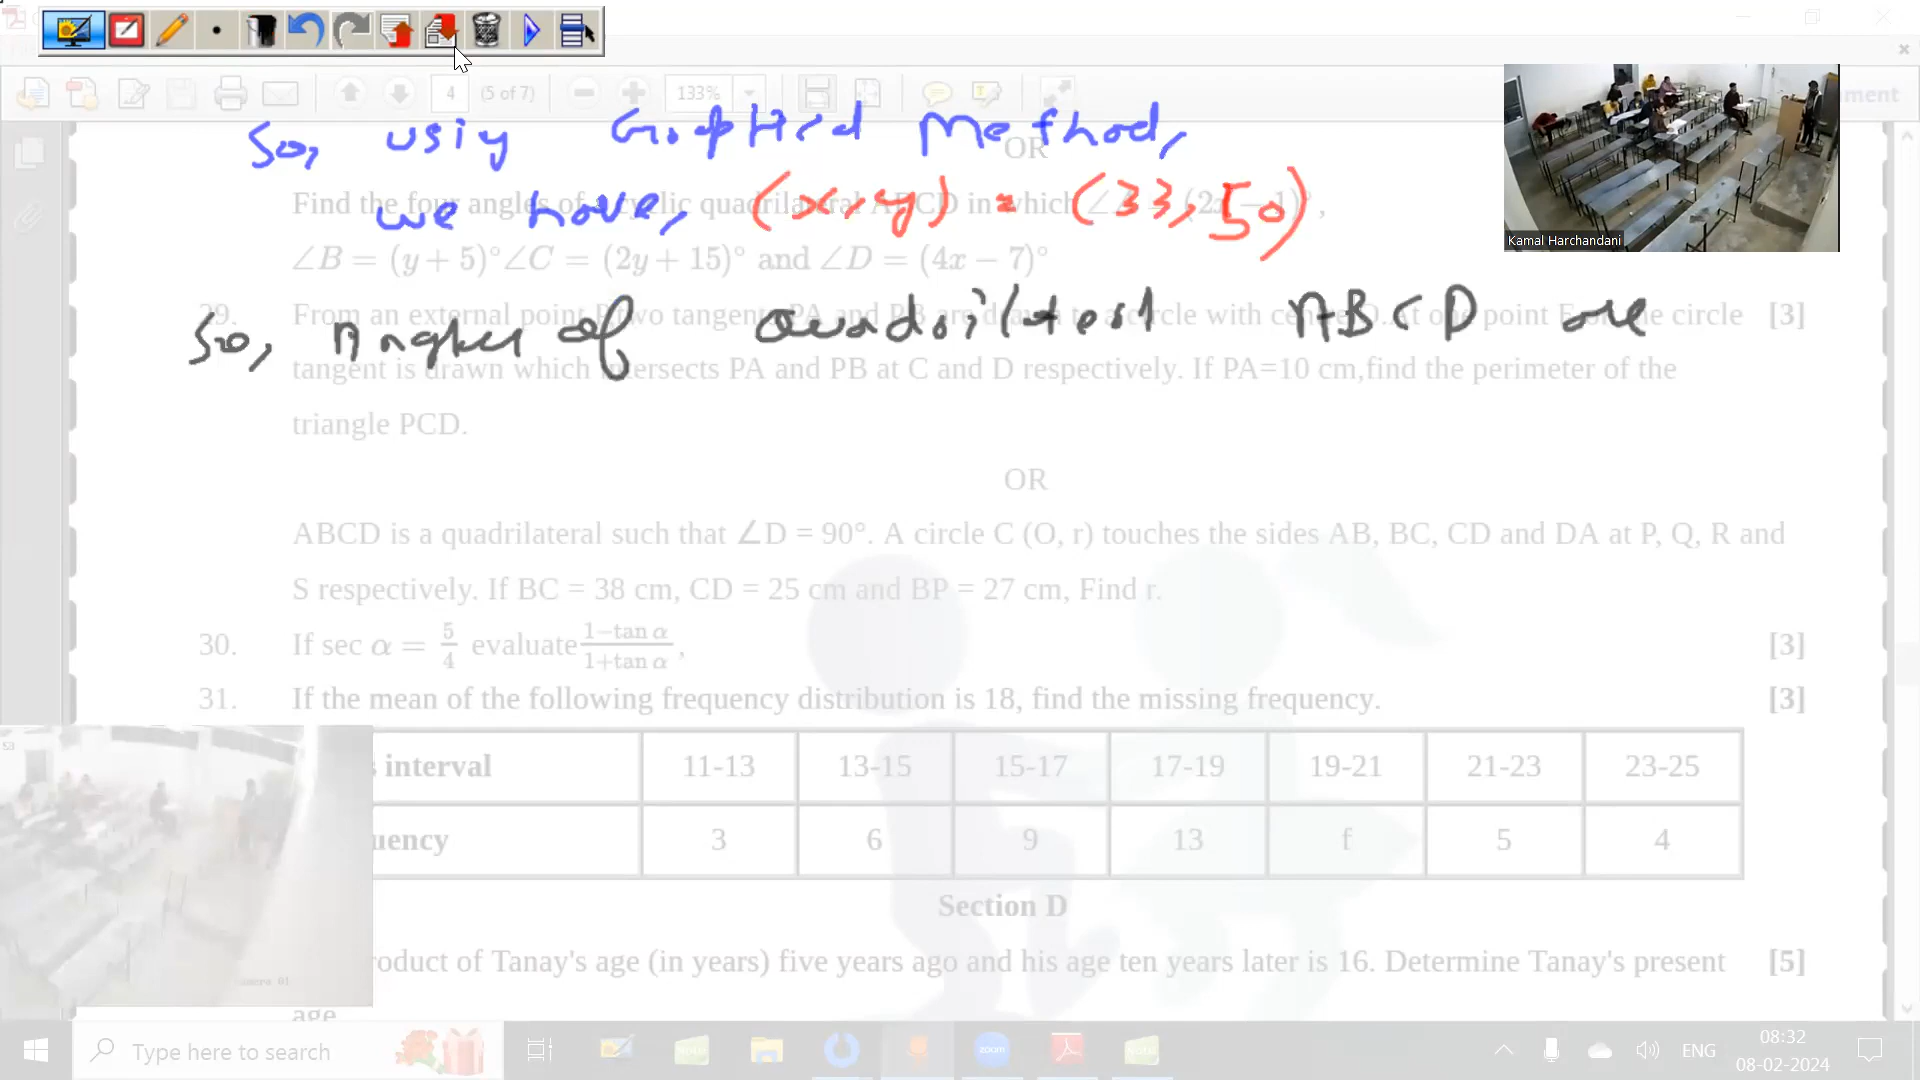 4 (5 of 7) 133%
So, using Graphical Method,
OR
Find the four angles of a cyclic quadrilateral ABCD in which ∠A = (2x − 1)°,
we have, (x,y) = (33, 50)
∠B = (y + 5)°∠C = (2y + 15)° and ∠D = (4x − 7)°
Kamal Harchandani
29. From an external point P, two tangents PA and PB are drawn to a circle with centre O. At one point E on the circle [3]
So, Angles of Quadrilateral ABCD are
tangent is drawn which intersects PA and PB at C and D respectively. If PA=10 cm,find the perimeter of the
triangle PCD.
OR
ABCD is a quadrilateral such that ∠D = 90°. A circle C (O, r) touches the sides AB, BC, CD and DA at P, Q, R and
S respectively. If BC = 38 cm, CD = 25 cm and BP = 27 cm, Find r.
30. If sec α = 5/4 evaluate 1−tan α/1+tan α, [3]
31. If the mean of the following frequency distribution is 18, find the missing frequency. [3]
interval 11-13 13-15 15-17 17-19 19-21 21-23 23-25
uency 3 6 9 13 f 5 4
Section D
roduct of Tanay's age (in years) five years ago and his age ten years later is 16. Determine Tanay's present [5]
age
Type here to search zoom ENG 08:32
08-02-2024